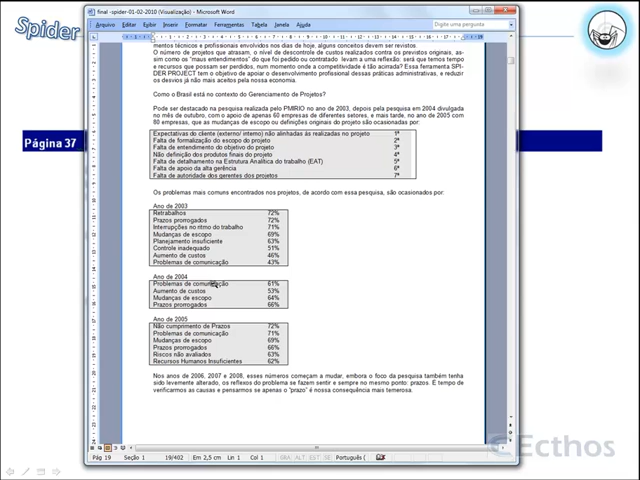 Spider
final -spider-01-02-2010 (Visualização) - Microsoft Word
Arquivo Editar Exibir Inserir Formatar Ferramentas Tabela Janela Ajuda
Digite uma pergunta
mentos técnicos e profissionais envolvidos nos dias de hoje, alguns conceitos devem ser revistos.
O número de projetos que atrasam, o nível de descontrole de custos realizados contra os previstos originais, as-
sim como os "maus entendimentos" do que foi pedido ou contratado leva a uma reflexão: será que temos tempo
e recursos que possam ser perdidos, num momento onde a competitividade é tão acirrada? Essa ferramenta SPI-
DER PROJECT tem o objetivo de apoiar o desenvolvimento profissional dessas práticas administrativas, e reduzir
os desvios já não mais aceitos pela nossa economia.
Como o Brasil está no contexto do Gerenciamento de Projetos?
Pode ser destacado na pesquisa realizada pelo PMIRIO no ano de 2003, depois pela pesquisa em 2004 divulgada
no mês de outubro, com o apoio de apenas 60 empresas de diferentes setores, e mais tarde, no ano de 2005 com
80 empresas, que as mudanças de escopo ou definições originais do projeto são ocasionadas por:
Expectativas do cliente (externo/ interno) não alinhadas às realizadas no projeto 1ª
Falta de formalização do escopo do projeto 2ª
Falta de entendimento do objetivo do projeto 3ª
Não definição dos produtos finais do projeto 4ª
Falta de detalhamento na Estrutura Analítica do trabalho (EAT) 5ª
Falta de apoio da alta gerência 6ª
Falta de autoridade dos gerentes dos projetos 7ª
Página 37
Os problemas mais comuns encontrados nos projetos, de acordo com essa pesquisa, são ocasionados por:
Ano de 2003
Retrabalhos 72%
Prazos prorrogados 72%
Interrupções no ritmo do trabalho 71%
Mudanças de escopo 69%
Planejamento insuficiente 63%
Controle inadequado 51%
Aumento de custos 46%
Problemas de comunicação 43%
Ano de 2004
Problemas de comunicação 61%
Aumento de custos 53%
Mudanças de escopo 64%
Prazos prorrogados 66%
Ano de 2005
Não cumprimento de Prazos 72%
Problemas de comunicação 71%
Mudanças de escopo 69%
Prazos prorrogados 66%
Riscos não avaliados 63%
Recursos Humanos Insuficientes 62%
Nos anos de 2006, 2007 e 2008, esses números começam a mudar, embora o foco da pesquisa também tenha
sido levemente alterado, os reflexos do problema se fazem sentir e sempre no mesmo ponto: prazos. É tempo de
verificarmos as causas e pensarmos se apenas o "prazo" é nossa consequência mais temerosa.
Ecthos
Pág 19 Seção 1 19/402 Em 2,5 cm Lin 1 Col 1 GRA ALT EST SE Português (